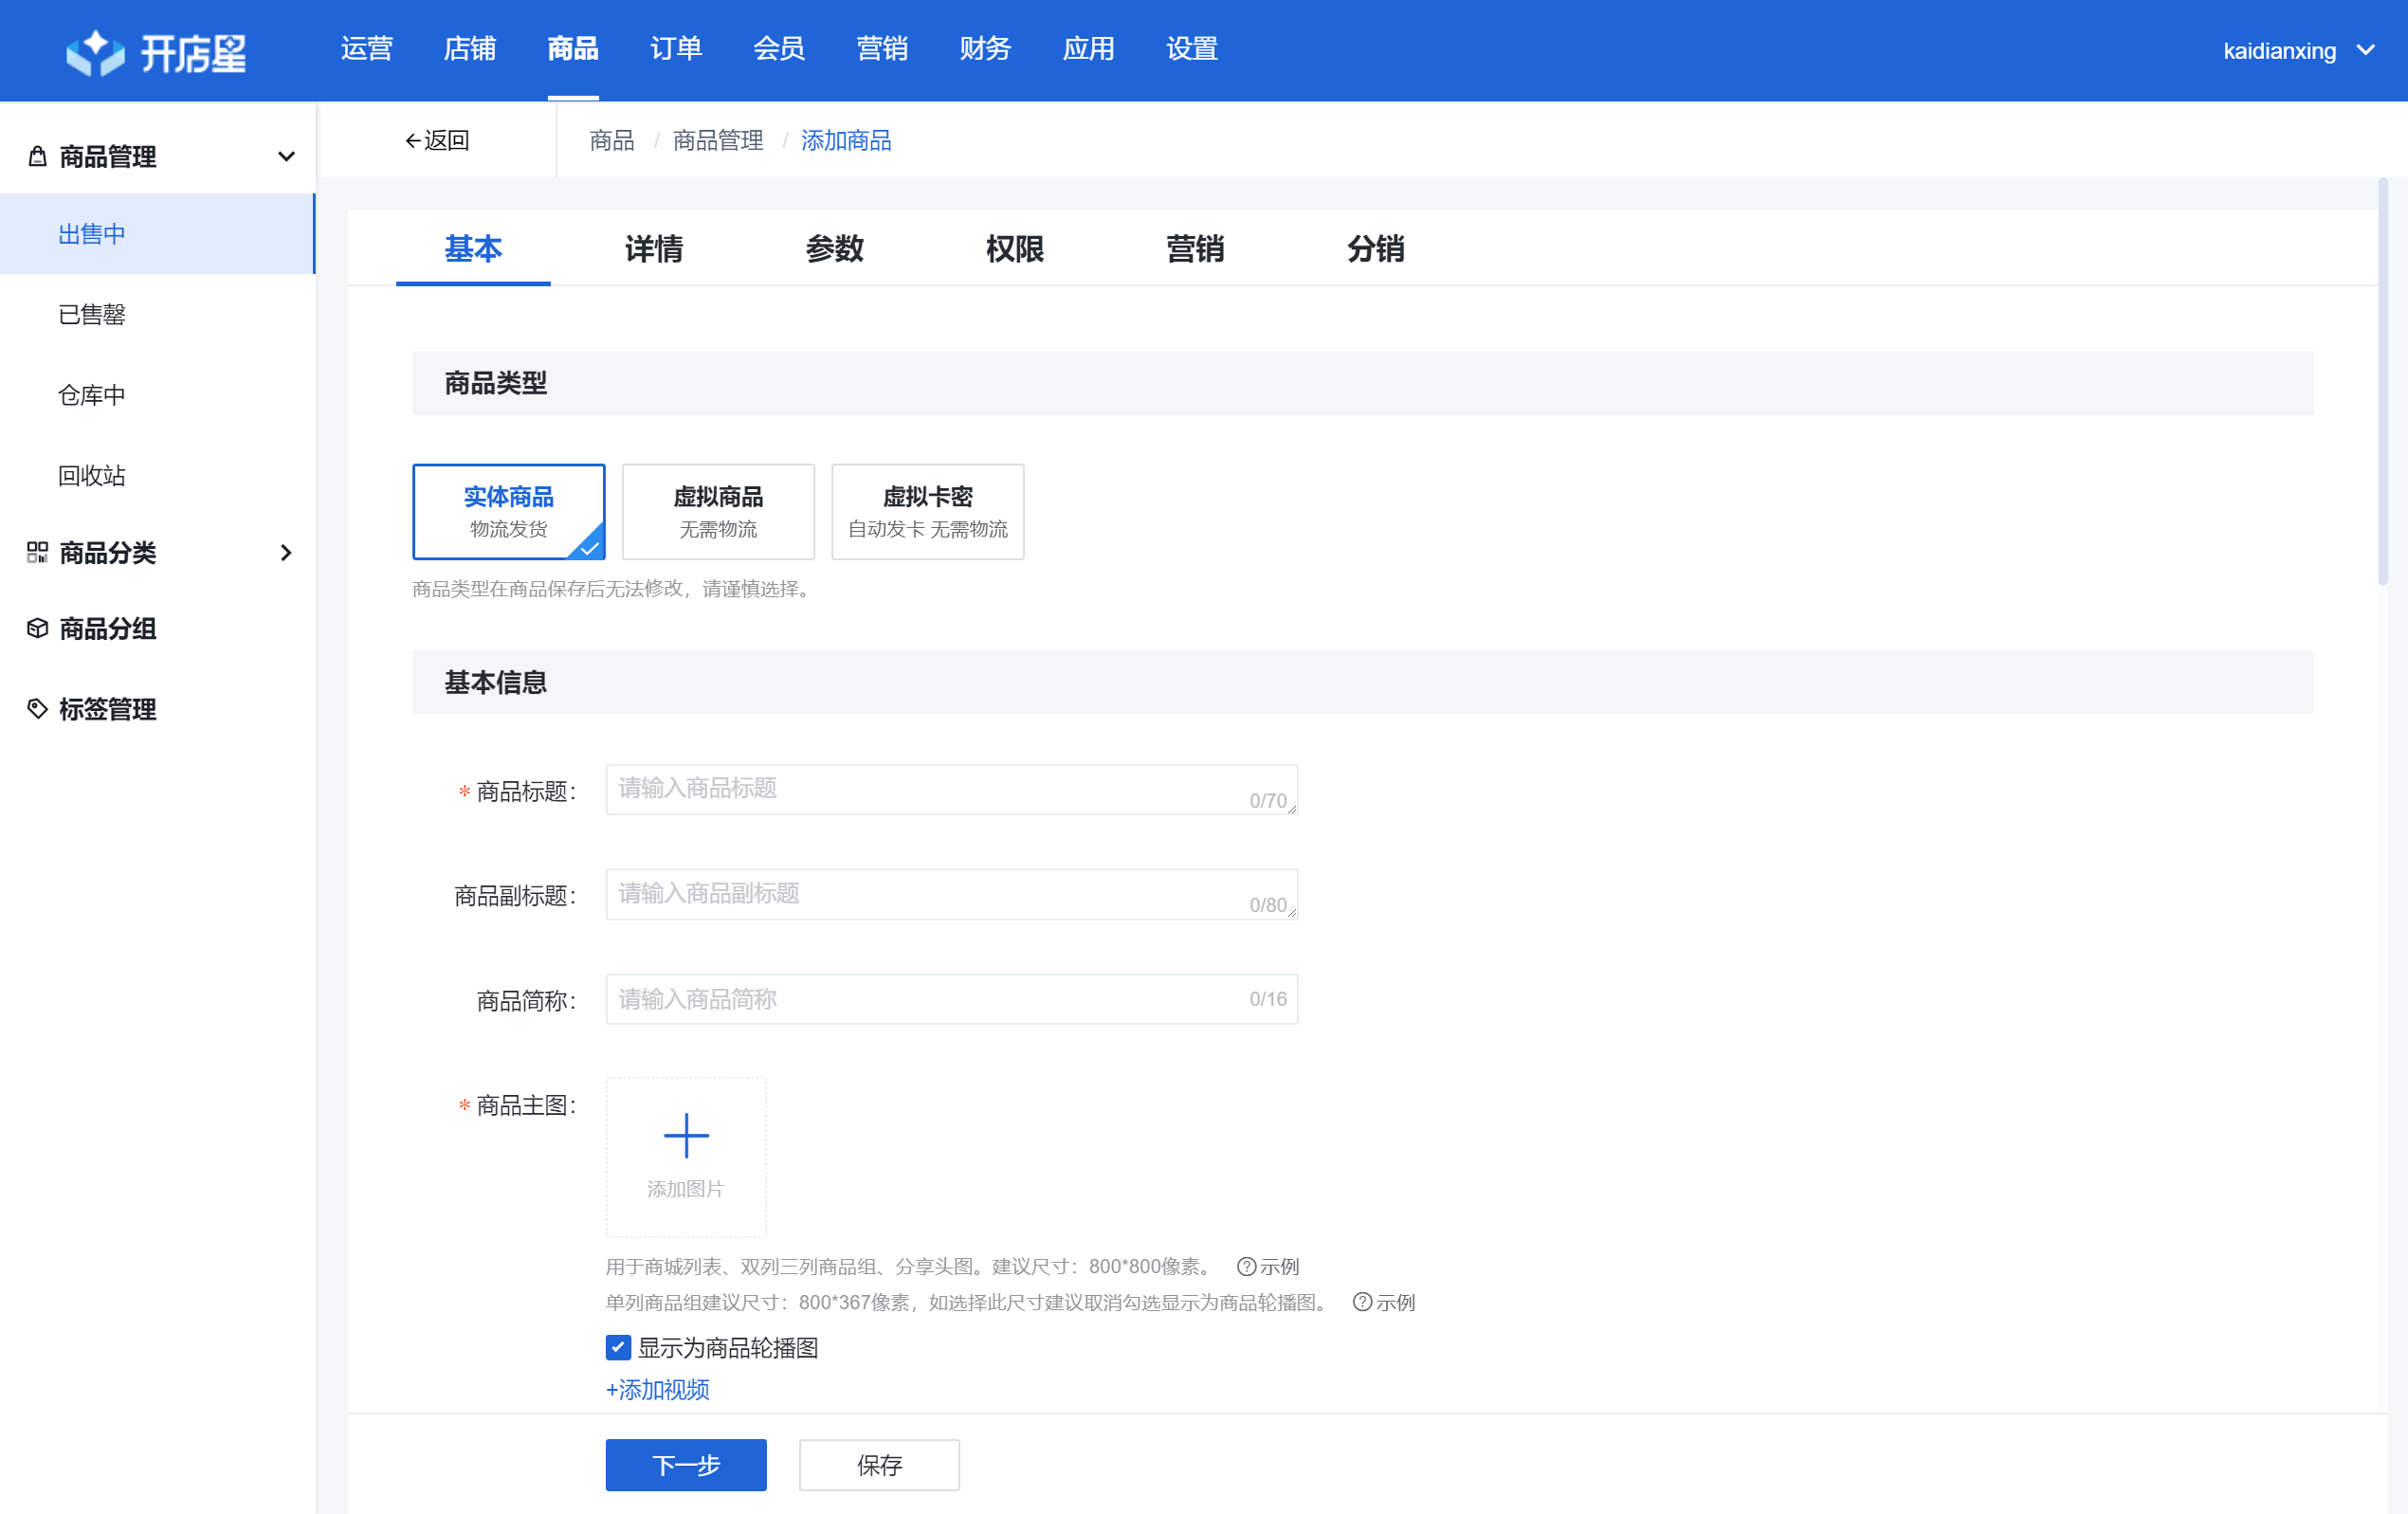 开店星
运营 店铺 商品 订单 会员 营销 财务 应用 设置
kaidianxing
商品管理
出售中
已售罄
仓库中
回收站
商品分类
商品分组
标签管理
←返回
商品 / 商品管理 / 添加商品
基本 详情 参数 权限 营销 分销
商品类型
实体商品
物流发货
虚拟商品
无需物流
虚拟卡密
自动发卡 无需物流
商品类型在商品保存后无法修改，请谨慎选择。
基本信息
* 商品标题：
请输入商品标题
0/70
商品副标题：
请输入商品副标题
0/80
商品简称：
请输入商品简称
0/16
* 商品主图：
添加图片
用于商城列表、双列三列商品组、分享头图。建议尺寸：800*800像素。 ? 示例
单列商品组建议尺寸：800*367像素，如选择此尺寸建议取消勾选显示为商品轮播图。 ? 示例
显示为商品轮播图
+添加视频
下一步
保存